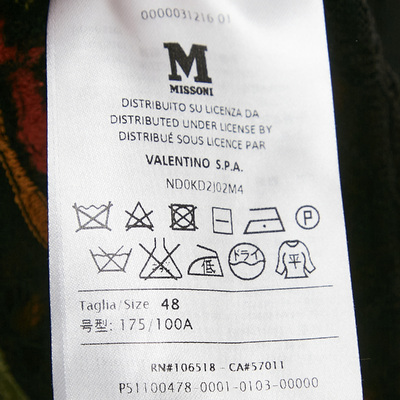 0000031216 01
M
MISSONI
DISTRIBUITO SU LICENZA DA
DISTRIBUTED UNDER LICENSE BY
DISTRIBUÉ SOUS LICENCE PAR
VALENTINO S.P.A.
ND0KD2J02M4
P
低 ドライ 平
Taglia/Size 48
号型: 175/100A
RN#106518 - CA#57011
P51100478-0001-0103-00000